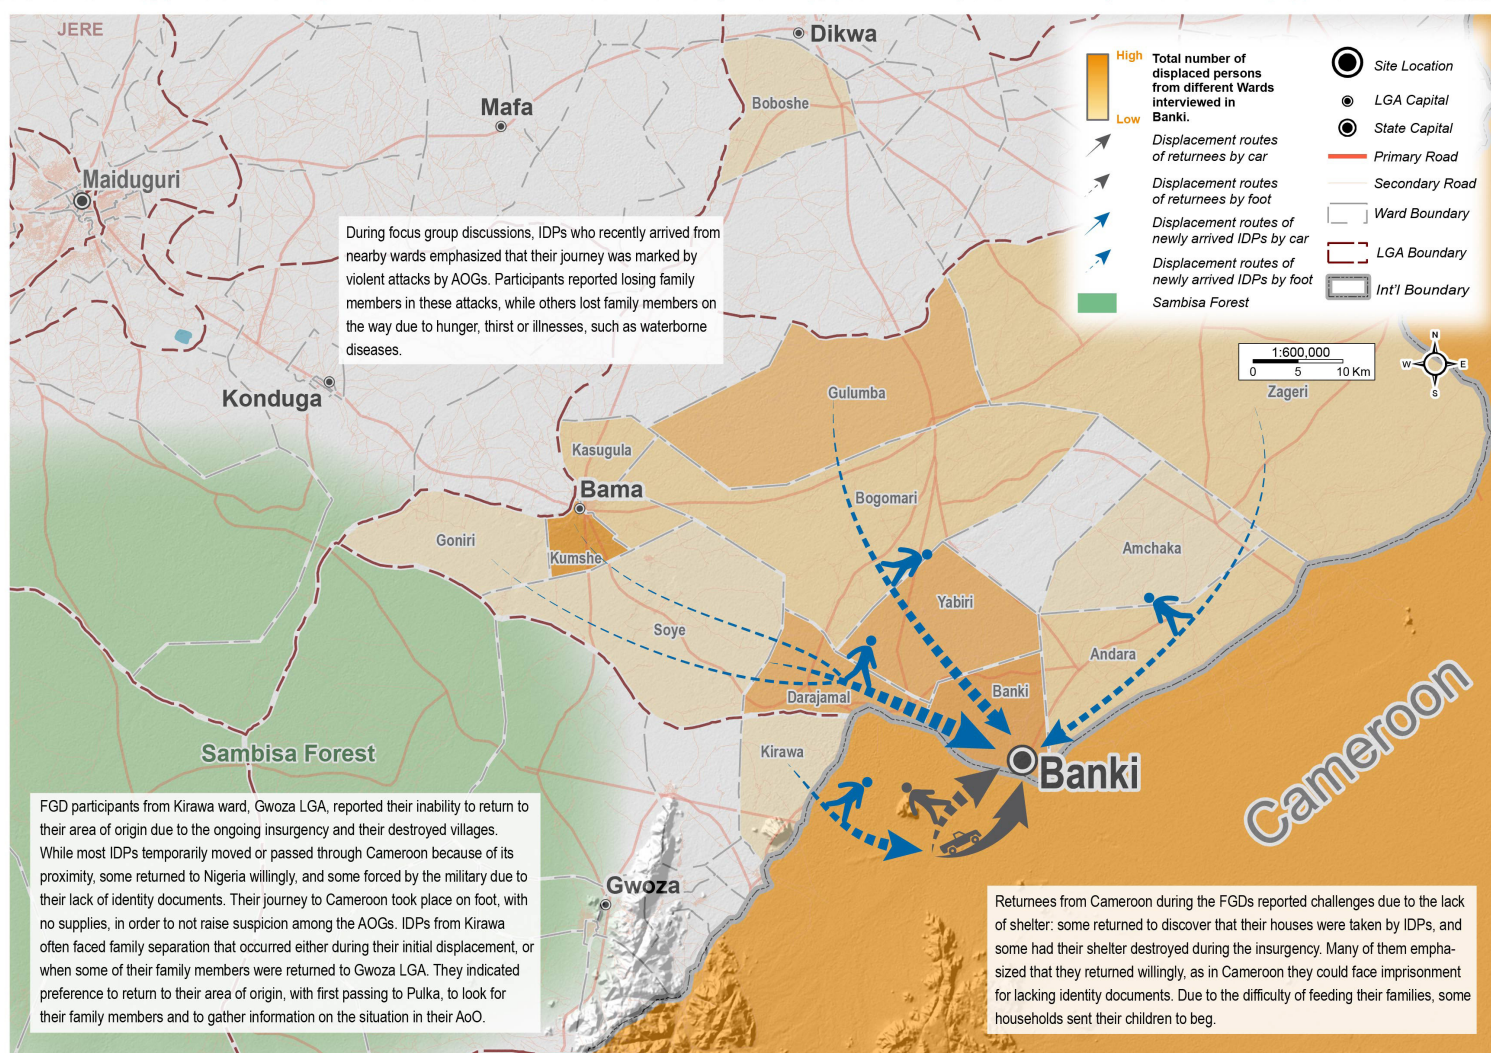 JERE
Dikwa
Mafa
Boboshe
Maiduguri
High
Low
Total number of
displaced persons
from different Wards
interviewed in
Banki.
Displacement routes
of returnees by car
Displacement routes
of returnees by foot
Displacement routes of
newly arrived IDPs by car
Displacement routes of
newly arrived IDPs by foot
Sambisa Forest
Site Location
LGA Capital
State Capital
Primary Road
Secondary Road
Ward Boundary
LGA Boundary
Int'l Boundary
During focus group discussions, IDPs who recently arrived from
nearby wards emphasized that their journey was marked by
violent attacks by AOGs. Participants reported losing family
members in these attacks, while others lost family members on
the way due to hunger, thirst or illnesses, such as waterborne
diseases.
1:600,000
0 5 10 Km
N
W E
S
Konduga
Gulumba
Zageri
Kasugula
Bama
Bogomari
Goniri
Kumshe
Amchaka
Yabiri
Soye
Andara
Darajamal
Banki
Kirawa
Banki
Cameroon
Sambisa Forest
Gwoza
FGD participants from Kirawa ward, Gwoza LGA, reported their inability to return to
their area of origin due to the ongoing insurgency and their destroyed villages.
While most IDPs temporarily moved or passed through Cameroon because of its
proximity, some returned to Nigeria willingly, and some forced by the military due to
their lack of identity documents. Their journey to Cameroon took place on foot, with
no supplies, in order to not raise suspicion among the AOGs. IDPs from Kirawa
often faced family separation that occurred either during their initial displacement, or
when some of their family members were returned to Gwoza LGA. They indicated
preference to return to their area of origin, with first passing to Pulka, to look for
their family members and to gather information on the situation in their AoO.
Returnees from Cameroon during the FGDs reported challenges due to the lack
of shelter: some returned to discover that their houses were taken by IDPs, and
some had their shelter destroyed during the insurgency. Many of them empha-
sized that they returned willingly, as in Cameroon they could face imprisonment
for lacking identity documents. Due to the difficulty of feeding their families, some
households sent their children to beg.